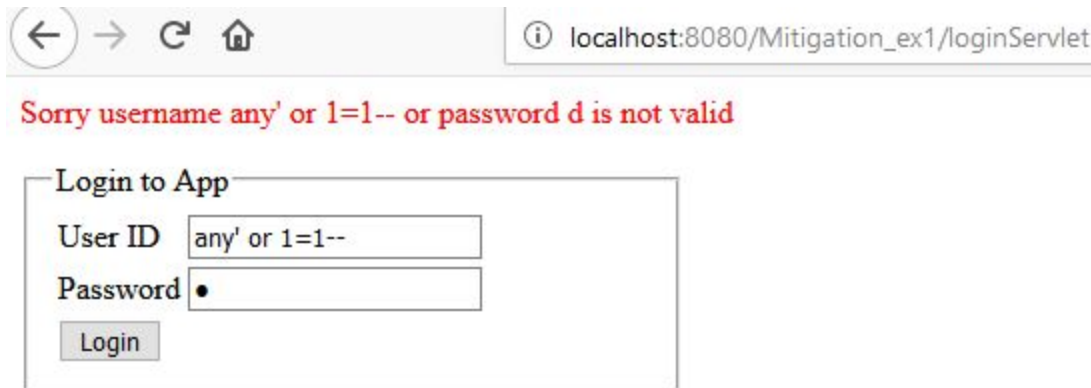 localhost:8080/Mitigation_ex1/loginServlet
Sorry username any' or 1=1-- or password d is not valid
Login to App
User ID any' or 1=1--
Password
Login